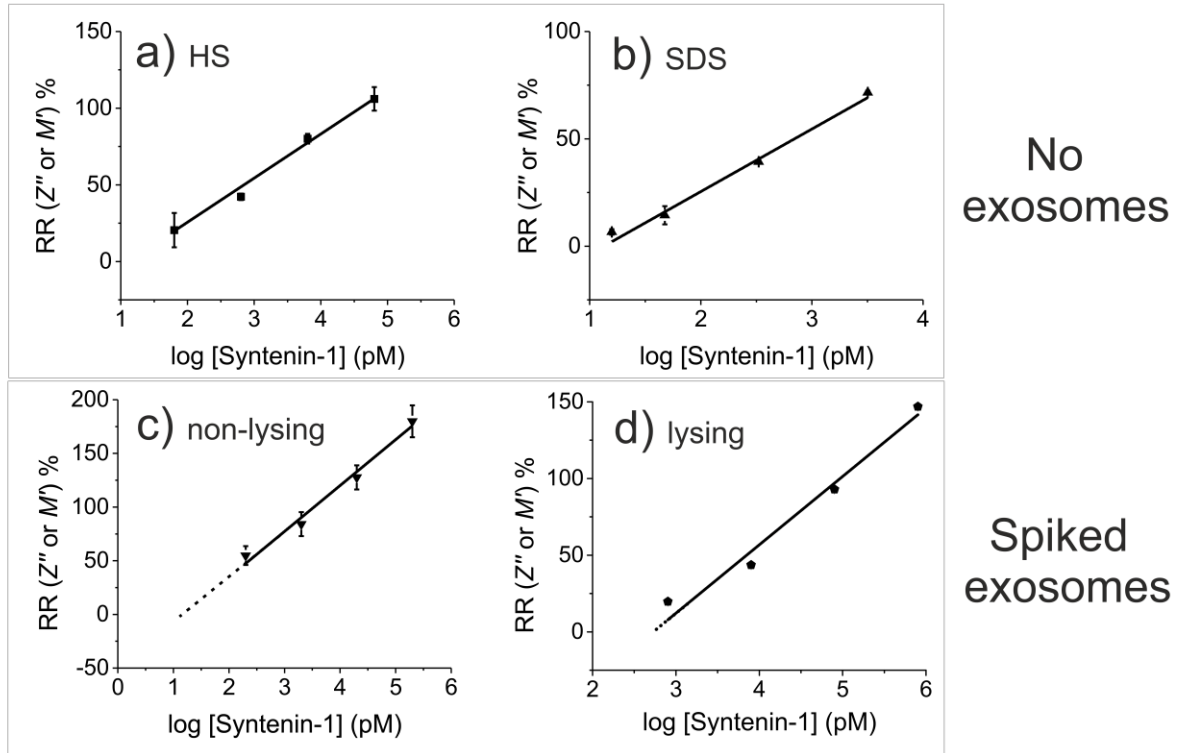 a) HS
150
100
50
0
RR (Z″ or M′) %
1 2 3 4 5 6
log [Syntenin-1] (pM)
b) SDS
100
50
0
-25
RR (Z″ or M′) %
1 2 3 4
log [Syntenin-1] (pM)
No
exosomes
c) non-lysing
200
150
100
50
0
-50
RR (Z″ or M′) %
0 1 2 3 4 5 6
log [Syntenin-1] (pM)
d) lysing
150
100
50
0
RR (Z″ or M′) %
2 3 4 5 6
log [Syntenin-1] (pM)
Spiked
exosomes